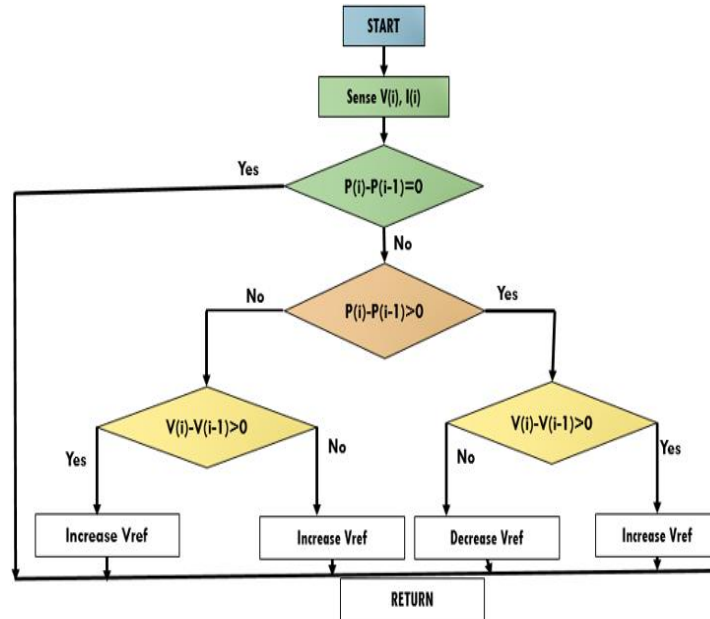 START
Sense V(i), I(i)
Yes
P(i)-P(i-1)=0
No
No
P(i)-P(i-1)>0
Yes
V(i)-V(i-1)>0
V(i)-V(i-1)>0
Yes
No
No
Yes
Increase Vref
Increase Vref
Decrease Vref
Increase Vref
RETURN